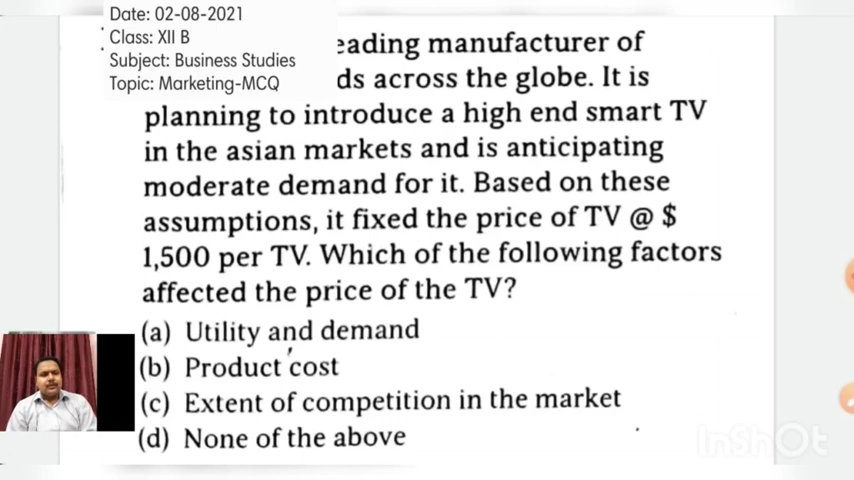 Date: 02-08-2021
Class: XII B
Subject: Business Studies
Topic: Marketing-MCQ
eading manufacturer of
ds across the globe. It is
planning to introduce a high end smart TV
in the asian markets and is anticipating
moderate demand for it. Based on these
assumptions, it fixed the price of TV @ $
1,500 per TV. Which of the following factors
affected the price of the TV?
(a) Utility and demand
(b) Product cost
(c) Extent of competition in the market
(d) None of the above
InShOt